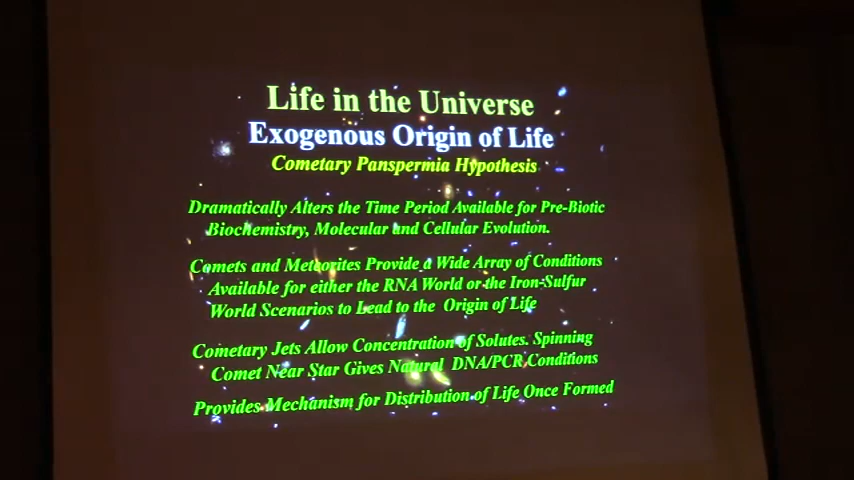 Life in the Universe
Exogenous Origin of Life
Cometary Panspermia Hypothesis
Dramatically Alters the Time Period Available for Pre-Biotic
Biochemistry, Molecular and Cellular Evolution.
Comets and Meteorites Provide a Wide Array of Conditions
Available for either the RNA World or the Iron-Sulfur
World Scenarios to Lead to the Origin of Life
Cometary Jets Allow Concentration of Solutes. Spinning
Comet Near Star Gives Natural DNA/PCR Conditions
Provides Mechanism for Distribution of Life Once Formed